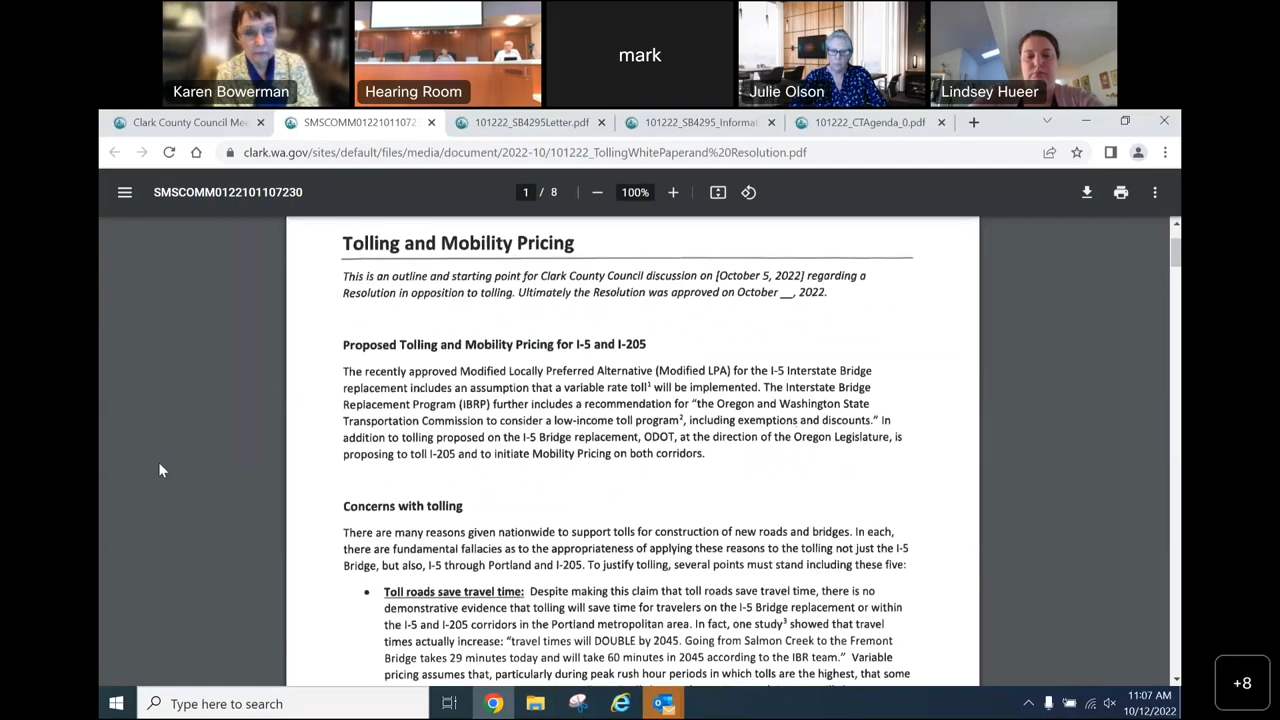 mark
Karen Bowerman
Hearing Room
Julie Olson
Lindsey Hueer
Clark County Council Mee
SMSCOMM01221011072
101222_SB4295Letter.pdf
101222_SB4295_Informat
101222_CTAgenda_0.pdf
clark.wa.gov/sites/default/files/media/document/2022-10/101222_TollingWhitePaperand%20Resolution.pdf
SMSCOMM0122101107230
1 / 8
100%
Tolling and Mobility Pricing
This is an outline and starting point for Clark County Council discussion on [October 5, 2022] regarding a
Resolution in opposition to tolling. Ultimately the Resolution was approved on October __, 2022.
Proposed Tolling and Mobility Pricing for I-5 and I-205
The recently approved Modified Locally Preferred Alternative (Modified LPA) for the I-5 Interstate Bridge
replacement includes an assumption that a variable rate toll¹ will be implemented. The Interstate Bridge
Replacement Program (IBRP) further includes a recommendation for “the Oregon and Washington State
Transportation Commission to consider a low-income toll program², including exemptions and discounts.” In
addition to tolling proposed on the I-5 Bridge replacement, ODOT, at the direction of the Oregon Legislature, is
proposing to toll I-205 and to initiate Mobility Pricing on both corridors.
Concerns with tolling
There are many reasons given nationwide to support tolls for construction of new roads and bridges. In each,
there are fundamental fallacies as to the appropriateness of applying these reasons to the tolling not just the I-5
Bridge, but also, I-5 through Portland and I-205. To justify tolling, several points must stand including these five:
• Toll roads save travel time: Despite making this claim that toll roads save travel time, there is no
demonstrative evidence that tolling will save time for travelers on the I-5 Bridge replacement or within
the I-5 and I-205 corridors in the Portland metropolitan area. In fact, one study³ showed that travel
times actually increase: “travel times will DOUBLE by 2045. Going from Salmon Creek to the Fremont
Bridge takes 29 minutes today and will take 60 minutes in 2045 according to the IBR team.” Variable
pricing assumes that, particularly during peak rush hour periods in which tolls are the highest, that some
+8
Type here to search
11:07 AM
10/12/2022